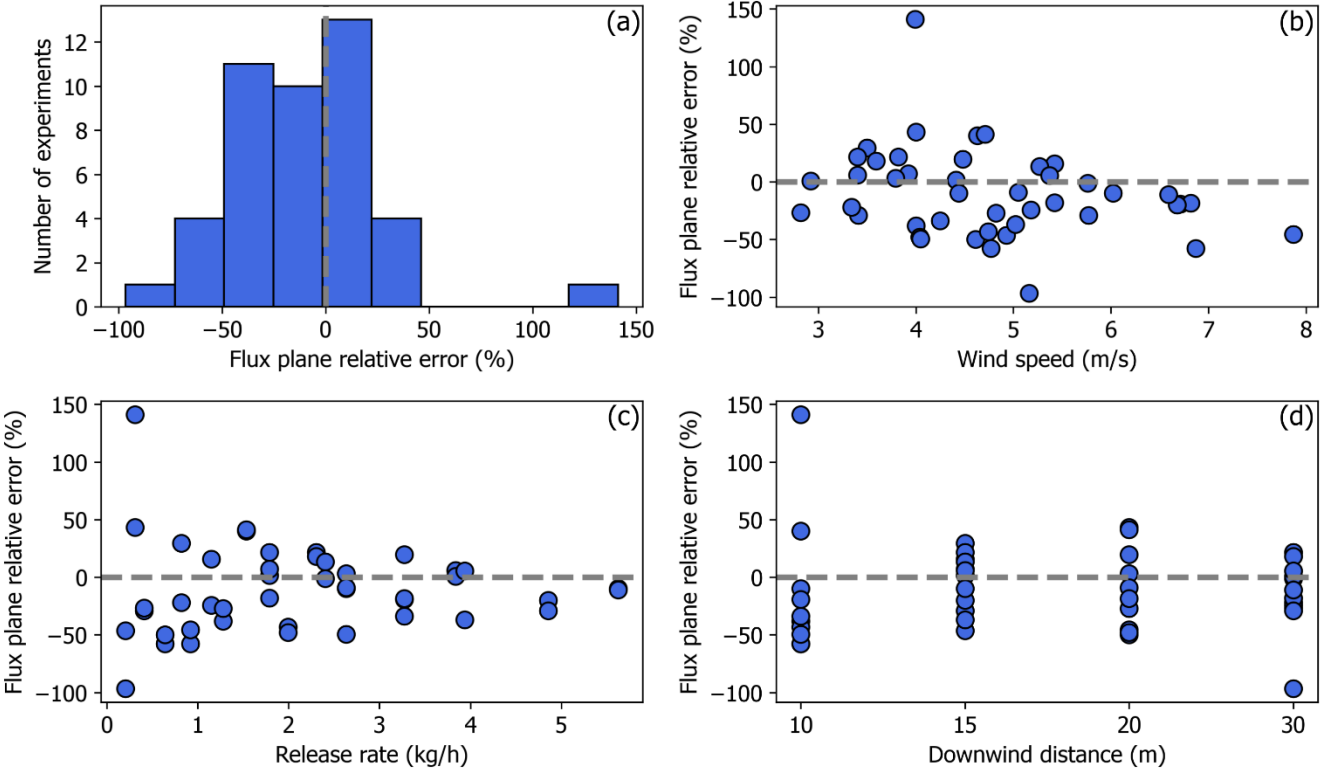 (a)
Number of experiments
12
10
8
6
4
2
0
−100 −50 0 50 100 150
Flux plane relative error (%)
(b)
Flux plane relative error (%)
150
100
50
0
−50
−100
3 4 5 6 7 8
Wind speed (m/s)
(c)
Flux plane relative error (%)
150
100
50
0
−50
−100
0 1 2 3 4 5
Release rate (kg/h)
(d)
Flux plane relative error (%)
150
100
50
0
−50
−100
10 15 20 30
Downwind distance (m)